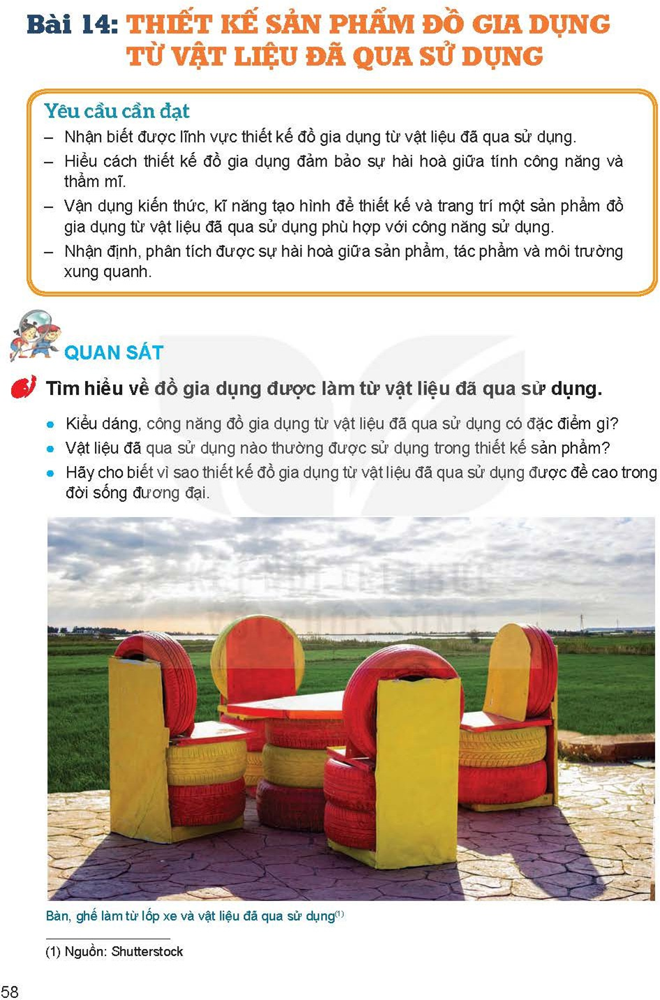 Bài 14: THIẾT KẾ SẢN PHẨM ĐỒ GIA DỤNG
TỪ VẬT LIỆU ĐÃ QUA SỬ DỤNG
Yêu cầu cần đạt
– Nhận biết được lĩnh vực thiết kế đồ gia dụng từ vật liệu đã qua sử dụng.
– Hiểu cách thiết kế đồ gia dụng đảm bảo sự hài hoà giữa tính công năng và
thẩm mĩ.
– Vận dụng kiến thức, kĩ năng tạo hình để thiết kế và trang trí một sản phẩm đồ
gia dụng từ vật liệu đã qua sử dụng phù hợp với công năng sử dụng.
– Nhận định, phân tích được sự hài hoà giữa sản phẩm, tác phẩm và môi trường
xung quanh.
QUAN SÁT
Tìm hiểu về đồ gia dụng được làm từ vật liệu đã qua sử dụng.
• Kiểu dáng, công năng đồ gia dụng từ vật liệu đã qua sử dụng có đặc điểm gì?
• Vật liệu đã qua sử dụng nào thường được sử dụng trong thiết kế sản phẩm?
• Hãy cho biết vì sao thiết kế đồ gia dụng từ vật liệu đã qua sử dụng được đề cao trong
đời sống đương đại.
KẾT NỐI TRI THỨC
VỚI CUỘC SỐNG
Bàn, ghế làm từ lốp xe và vật liệu đã qua sử dụng(1)
(1) Nguồn: Shutterstock
58